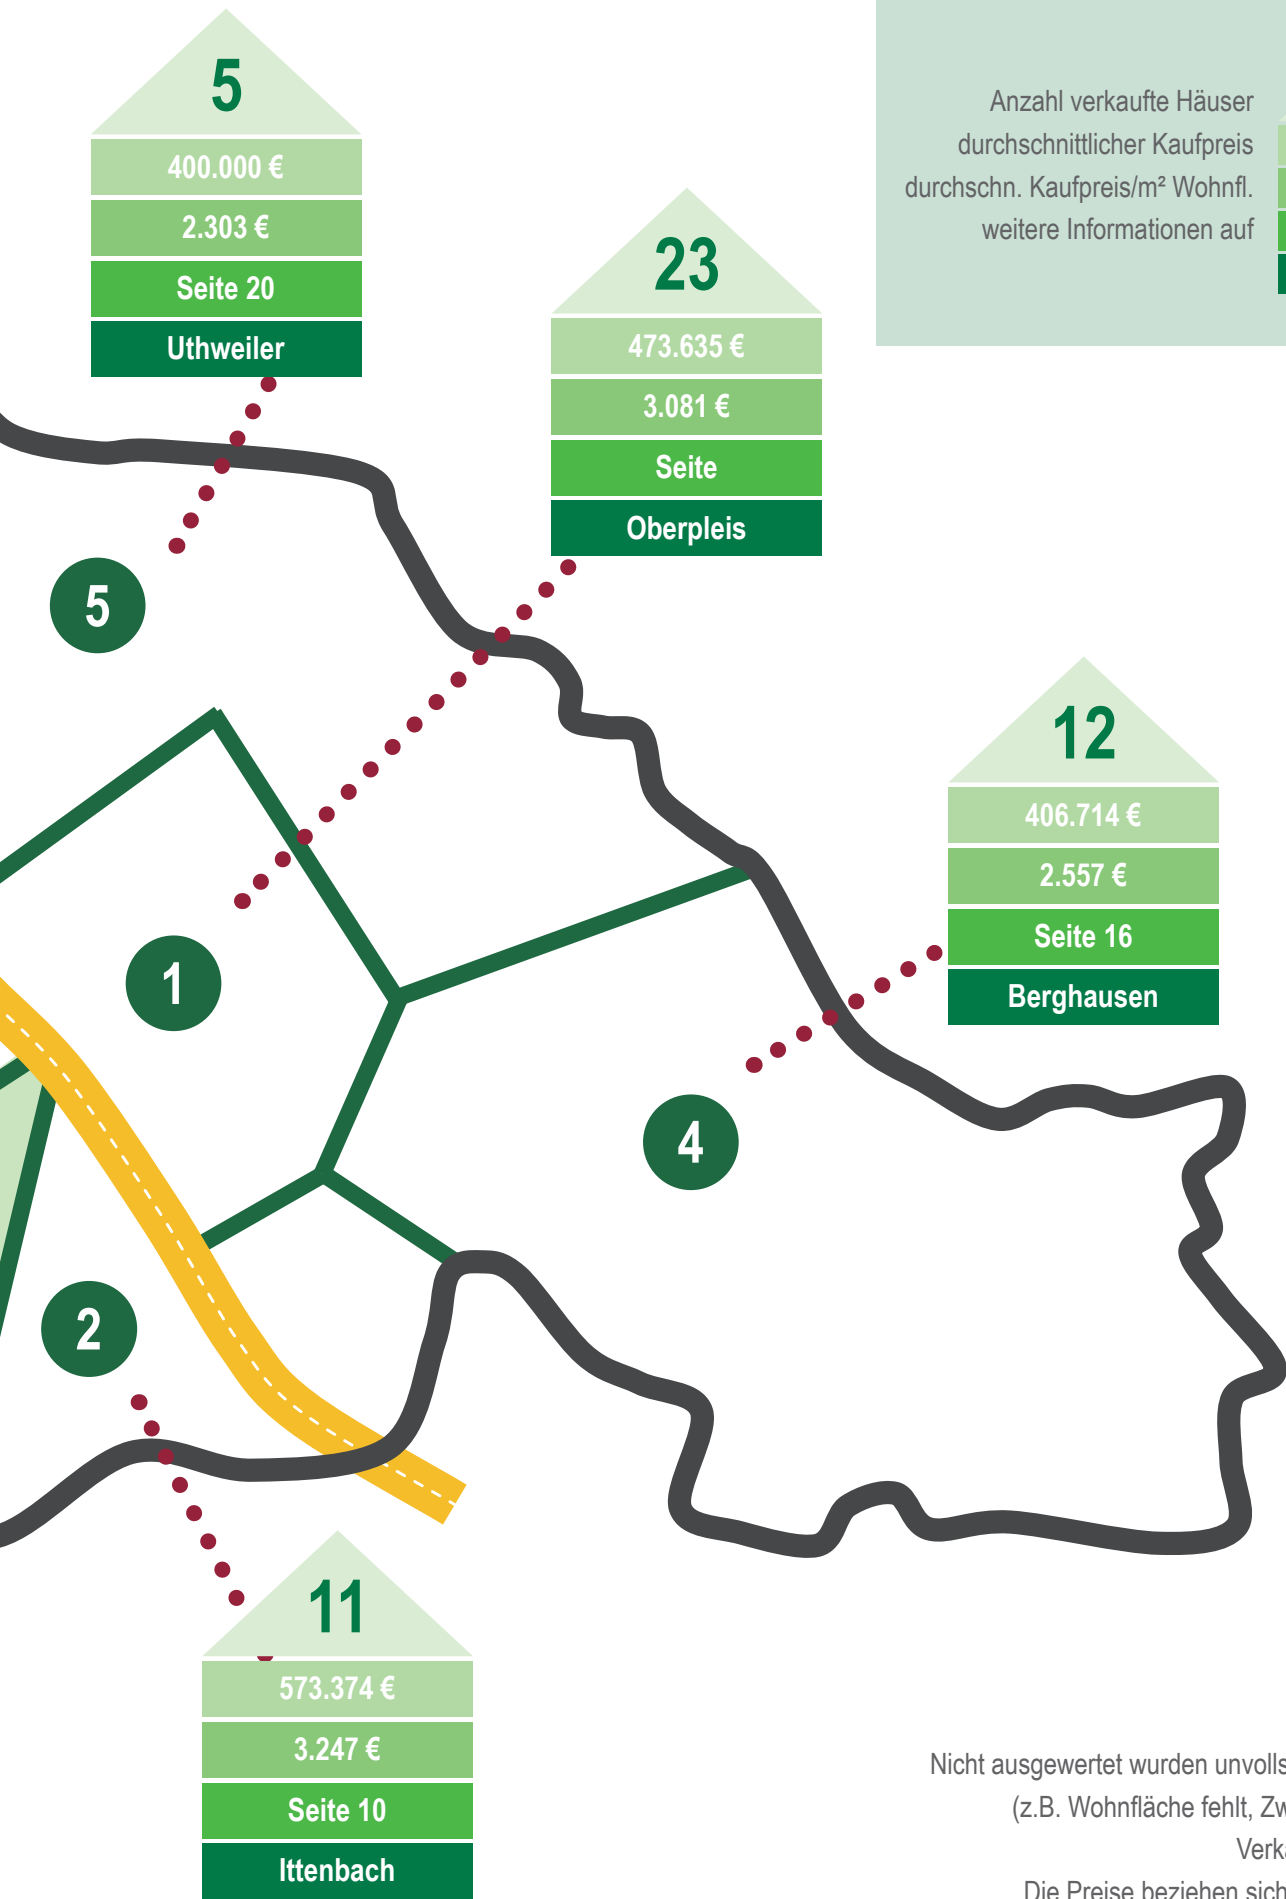 5
400.000 €
2.303 €
Seite 20
Uthweiler
Anzahl verkaufte Häuser
durchschnittlicher Kaufpreis
durchschn. Kaufpreis/m² Wohnfl.
weitere Informationen auf
23
473.635 €
3.081 €
Seite
Oberpleis
5
12
406.714 €
2.557 €
Seite 16
Berghausen
1
4
2
11
573.374 €
3.247 €
Seite 10
Ittenbach
Nicht ausgewertet wurden unvolls
(z.B. Wohnfläche fehlt, Zw
Verka
Die Preise beziehen sich